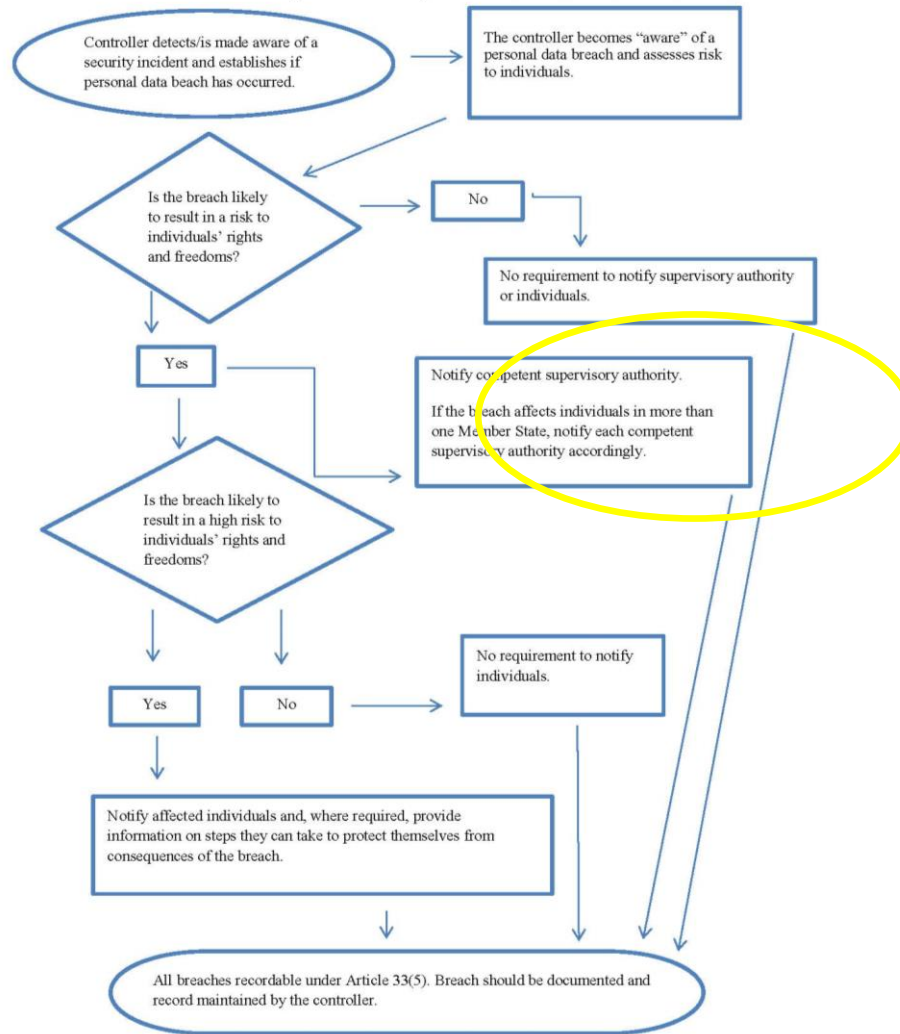 Controller detects/is made aware of a
security incident and establishes if
personal data beach has occurred.
The controller becomes “aware” of a
personal data breach and assesses risk
to individuals.
Is the breach likely
to result in a risk to
individuals’ rights
and freedoms?
No
No requirement to notify supervisory authority
or individuals.
Yes
Notify competent supervisory authority.
If the breach affects individuals in more than
one Member State, notify each competent
supervisory authority accordingly.
Is the breach likely to
result in a high risk to
individuals’ rights and
freedoms?
Yes
No
No requirement to notify
individuals.
Notify affected individuals and, where required, provide
information on steps they can take to protect themselves from
consequences of the breach.
All breaches recordable under Article 33(5). Breach should be documented and
record maintained by the controller.